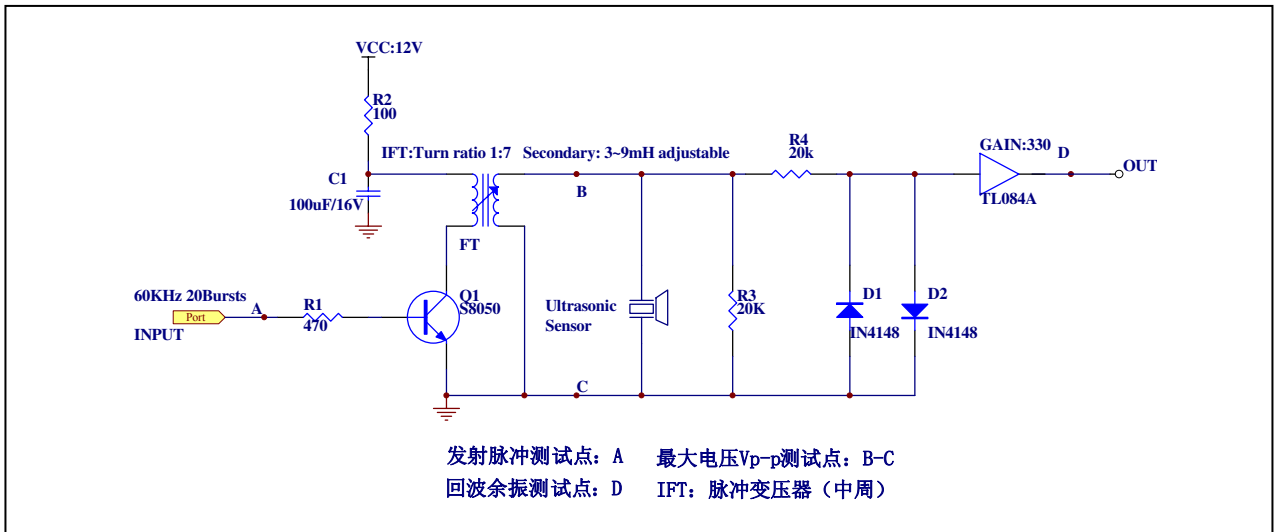 VCC:12V
R2
100
IFT:Turn ratio 1:7 Secondary: 3~9mH adjustable
R4
20k
GAIN:330
D
OUT
TL084A
C1
100uF/16V
B
FT
60KHz 20Bursts
A
R1
470
Port
INPUT
Q1
S8050
Ultrasonic
Sensor
R3
20K
D1
IN4148
D2
IN4148
C
发射脉冲测试点: A 最大电压Vp-p测试点: B-C
回波余振测试点: D IFT: 脉冲变压器（中周）